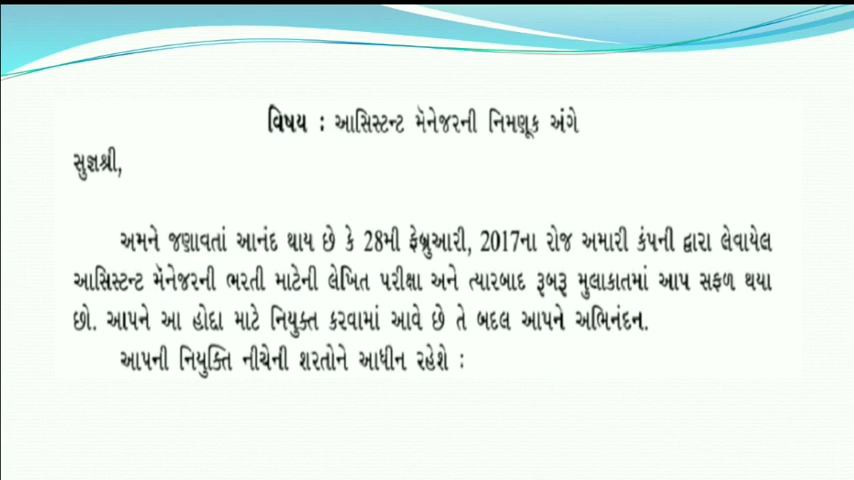 વિષય : આસિસ્ટન્ટ મૅનેજરની નિમણૂક અંગે
સુજ્ઞશ્રી,
અમને જણાવતાં આનંદ થાય છે કે 28મી ફેબ્રુઆરી, 2017ના રોજ અમારી કંપની દ્વારા લેવાયેલ
આસિસ્ટન્ટ મૅનેજરની ભરતી માટેની લેખિત પરીક્ષા અને ત્યારબાદ રૂબરૂ મુલાકાતમાં આપ સફળ થયા
છો. આપને આ હોદ્દા માટે નિયુક્ત કરવામાં આવે છે તે બદલ આપને અભિનંદન.
આપની નિયુક્તિ નીચેની શરતોને આધીન રહેશે :